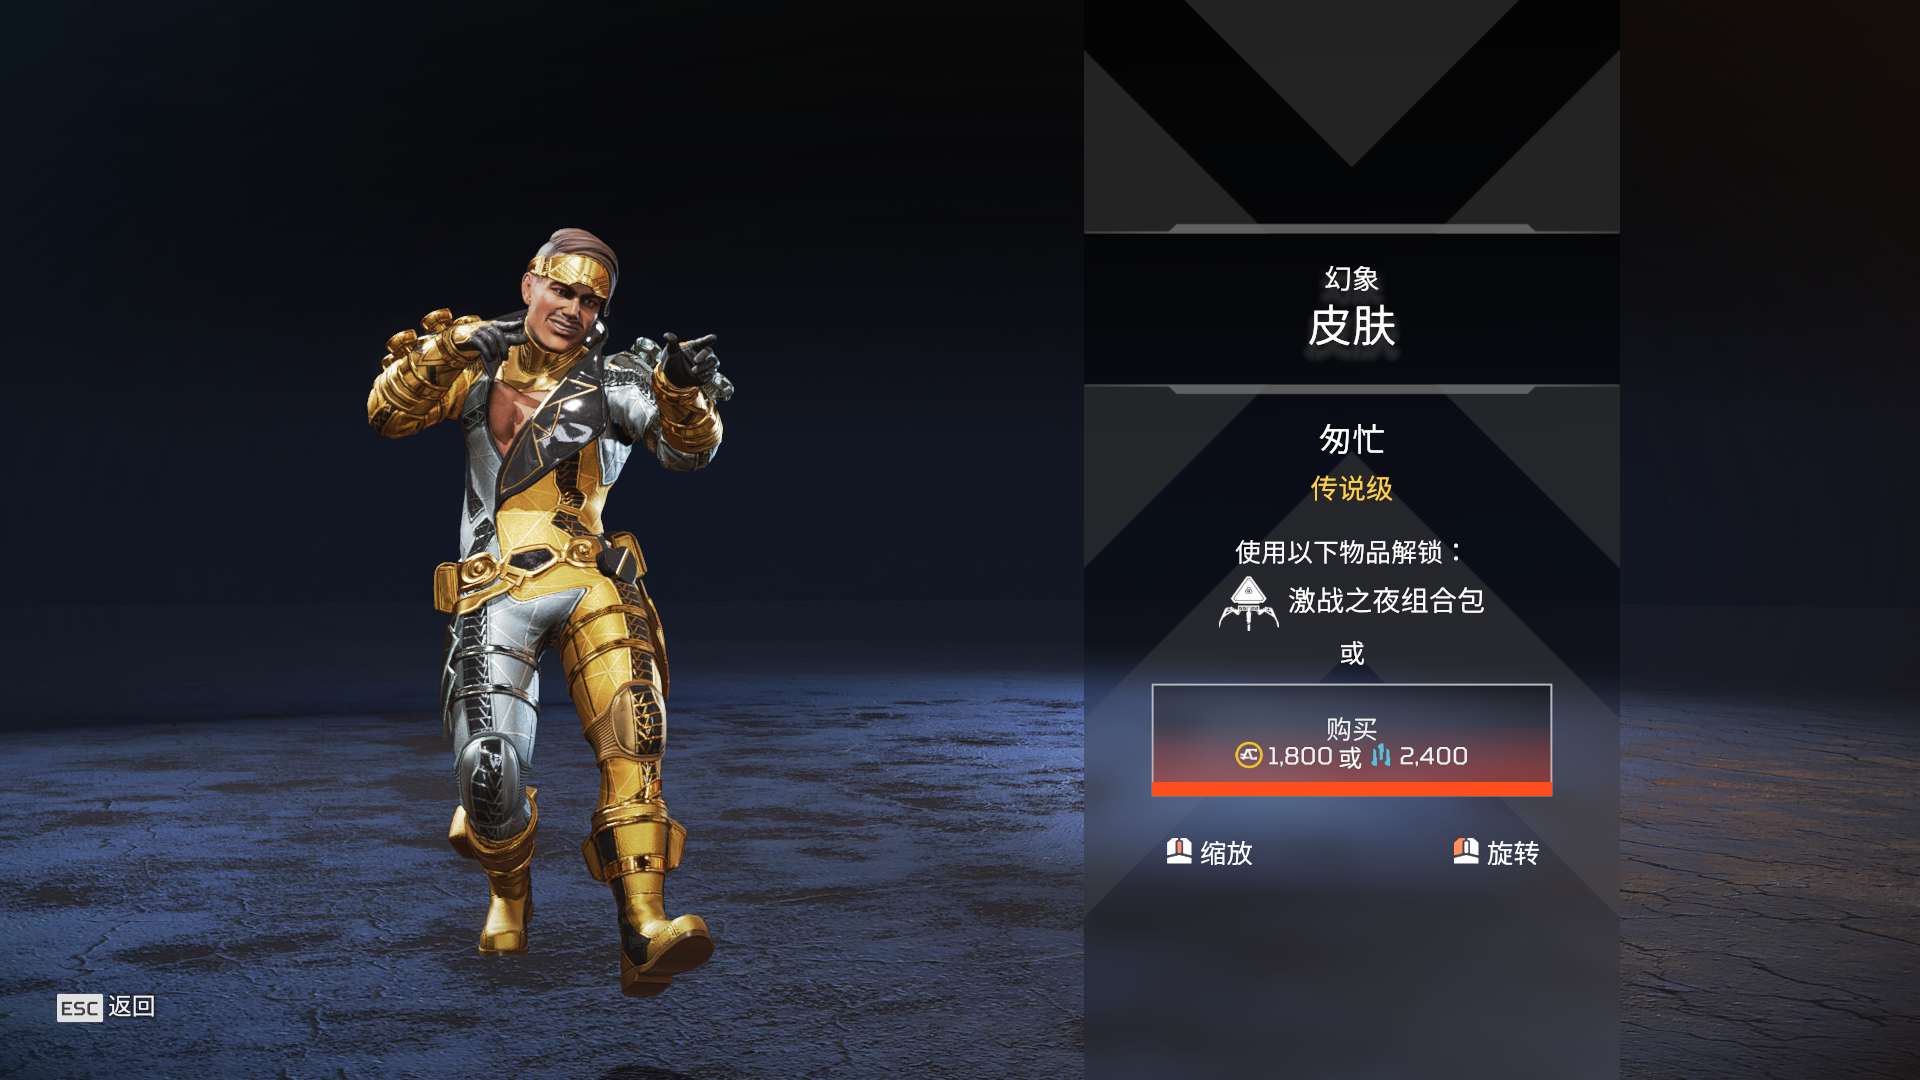 幻象
皮肤
匆忙
传说级
使用以下物品解锁：
激战之夜组合包
或
购买
1,800 或 2,400
缩放
旋转
ESC 返回